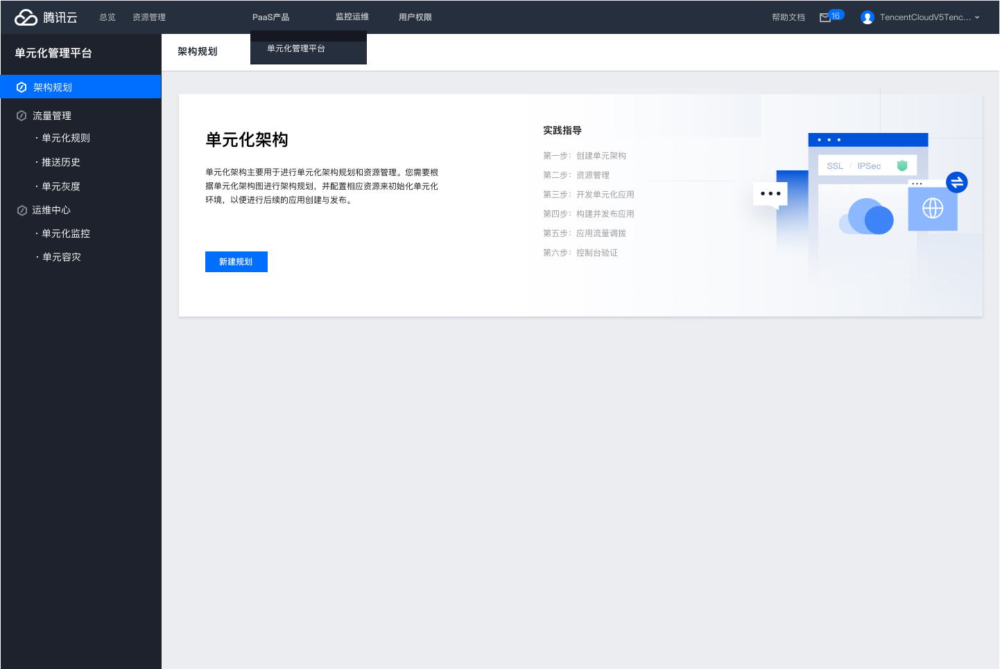 腾讯云
总览
资源管理
PaaS产品
监控运维
用户权限
帮助文档
16
TencentCloudV5Tenc...
单元化管理平台
单元化管理平台
架构规划
架构规划
流量管理
· 单元化规则
· 推送历史
· 单元灰度
运维中心
· 单元化监控
· 单元容灾
单元化架构
单元化架构主要用于进行单元化架构规划和资源管理。您需要根
据单元化架构图进行架构规划，并配置相应资源来初始化单元化
环境，以便进行后续的应用创建与发布。
新建规划
实践指导
第一步：创建单元架构
第二步：资源管理
第三步：开发单元化应用
第四步：构建并发布应用
第五步：应用流量调拨
第六步：控制台验证
SSL / IPSec